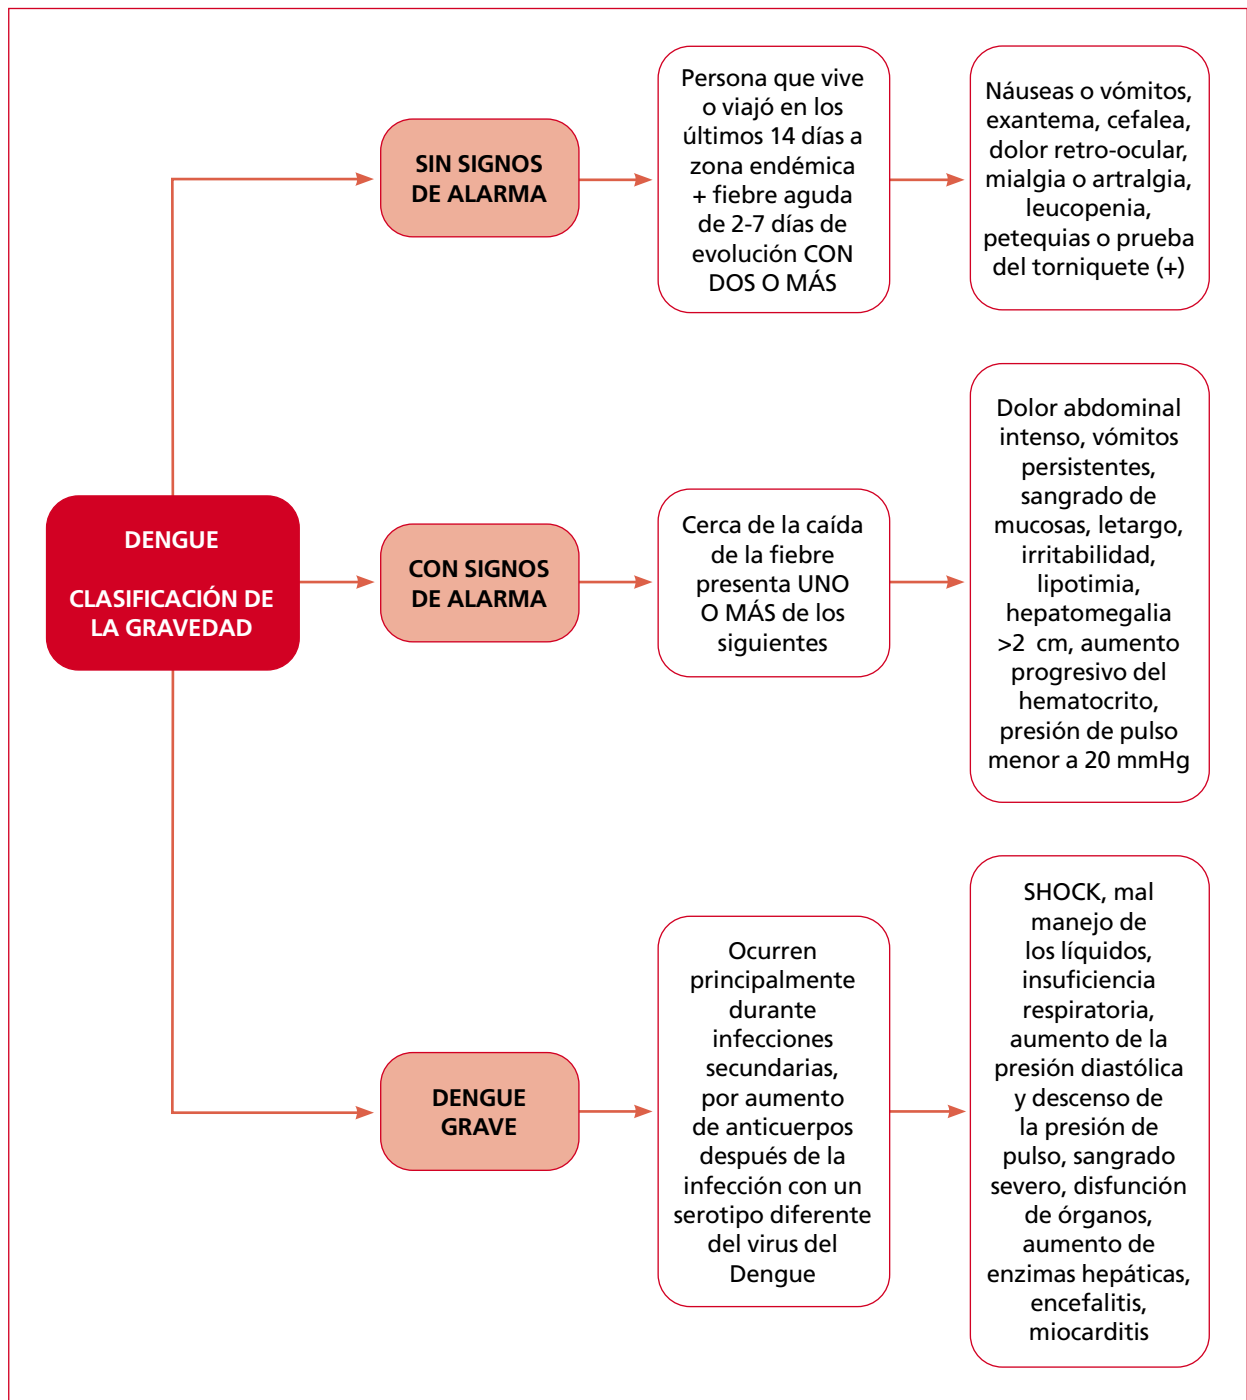 DENGUE
CLASIFICACIÓN DE
LA GRAVEDAD
SIN SIGNOS
DE ALARMA
Persona que vive
o viajó en los
últimos 14 días a
zona endémica
+ fiebre aguda
de 2-7 días de
evolución CON
DOS O MÁS
Náuseas o vómitos,
exantema, cefalea,
dolor retro-ocular,
mialgia o artralgia,
leucopenia,
petequias o prueba
del torniquete (+)
CON SIGNOS
DE ALARMA
Cerca de la caída
de la fiebre
presenta UNO
O MÁS de los
siguientes
Dolor abdominal
intenso, vómitos
persistentes,
sangrado de
mucosas, letargo,
irritabilidad,
lipotimia,
hepatomegalia
>2 cm, aumento
progresivo del
hematocrito,
presión de pulso
menor a 20 mmHg
DENGUE
GRAVE
Ocurren
principalmente
durante
infecciones
secundarias,
por aumento
de anticuerpos
después de la
infección con un
serotipo diferente
del virus del
Dengue
SHOCK, mal
manejo de
los líquidos,
insuficiencia
respiratoria,
aumento de la
presión diastólica
y descenso de
la presión de
pulso, sangrado
severo, disfunción
de órganos,
aumento de
enzimas hepáticas,
encefalitis,
miocarditis